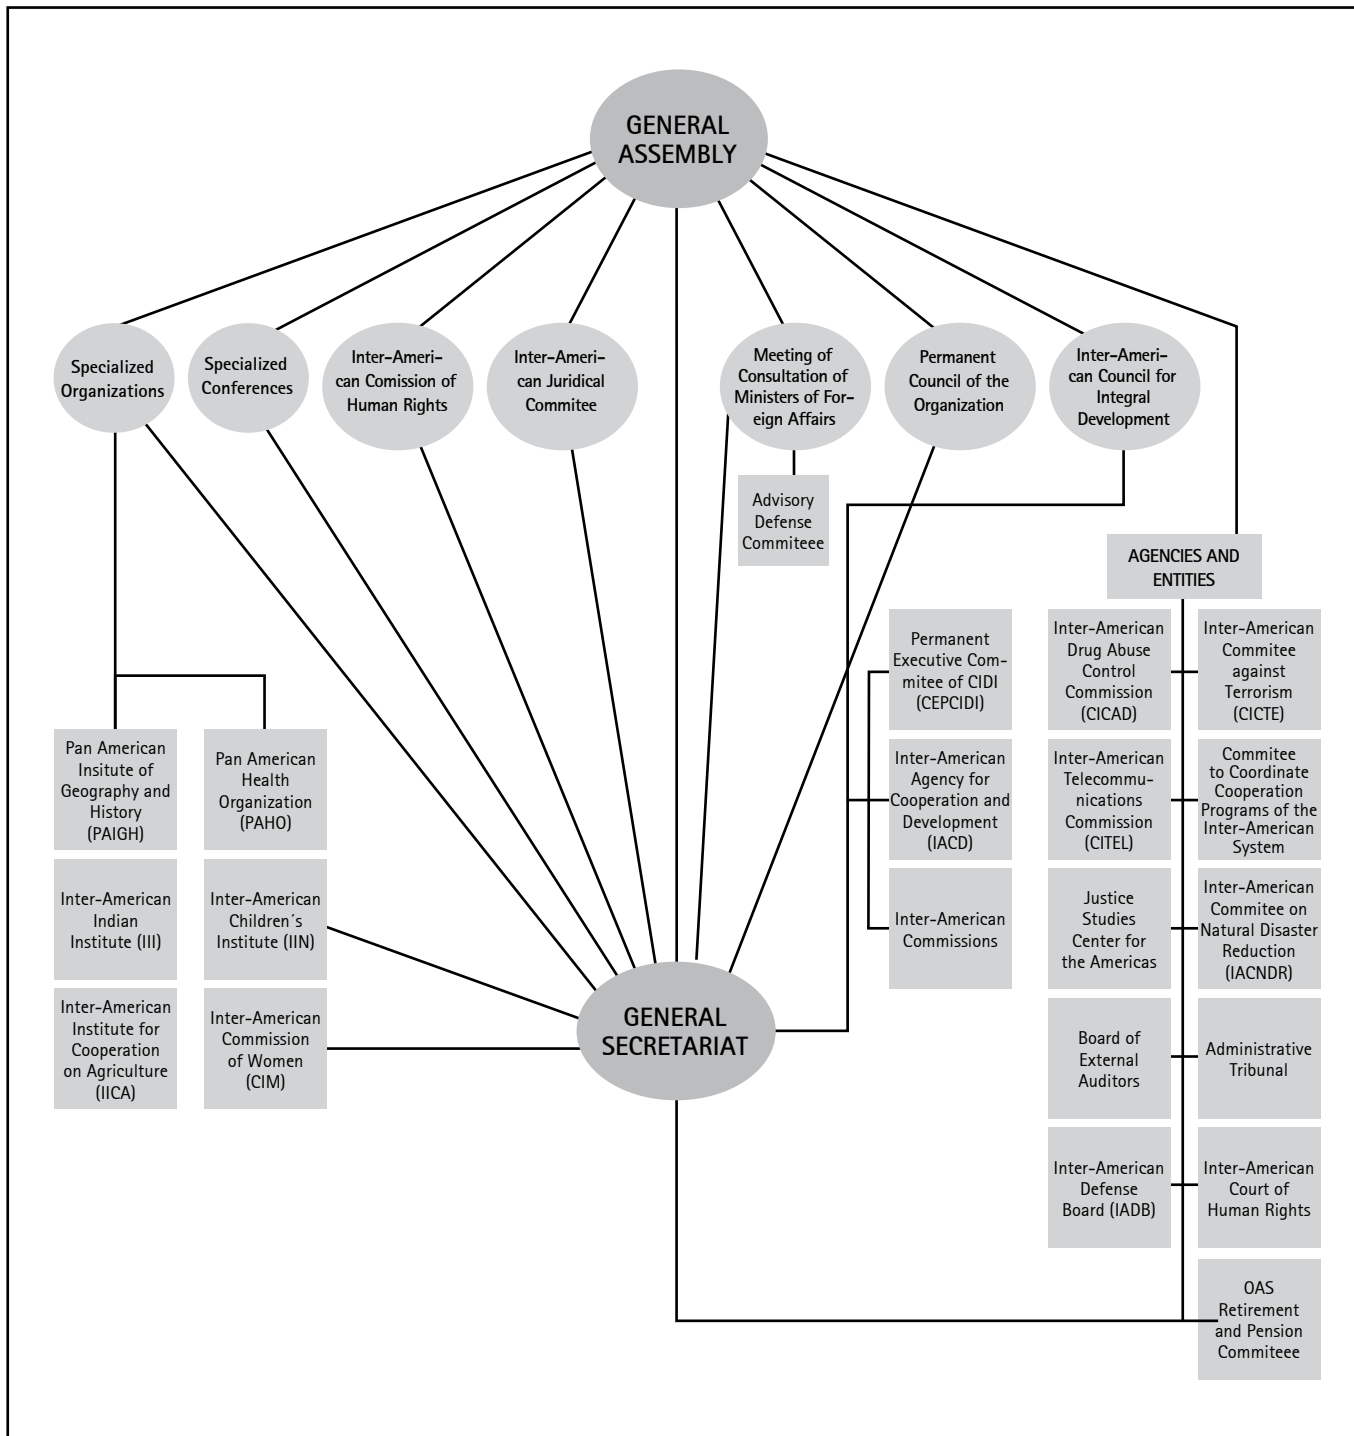 GENERAL
ASSEMBLY
Specialized
Organizations
Specialized
Conferences
Inter-Ameri-
can Comission of
Human Rights
Inter-Ameri-
can Juridical
Commitee
Meeting of
Consultation of
Ministers of For-
eign Affairs
Permanent
Council of the
Organization
Inter-Ameri-
can Council for
Integral
Development
Advisory
Defense
Commiteee
AGENCIES AND
ENTITIES
Permanent
Executive Com-
mitee of CIDI
(CEPCIDI)
Inter-American
Drug Abuse
Control
Commission
(CICAD)
Inter-American
Commitee
against
Terrorism
(CICTE)
Pan American
Insitute of
Geography and
History
(PAIGH)
Pan American
Health
Organization
(PAHO)
Inter-American
Agency for
Cooperation and
Development
(IACD)
Inter-American
Telecommu-
nications
Commission
(CITEL)
Commitee
to Coordinate
Cooperation
Programs of the
Inter-American
System
Inter-American
Indian
Institute (III)
Inter-American
Children´s
Institute (IIN)
Inter-American
Commissions
Justice
Studies
Center for
the Americas
Inter-American
Commitee on
Natural Disaster
Reduction
(IACNDR)
Inter-American
Institute for
Cooperation
on Agriculture
(IICA)
Inter-American
Commission
of Women
(CIM)
GENERAL
SECRETARIAT
Board of
External
Auditors
Administrative
Tribunal
Inter-American
Defense
Board (IADB)
Inter-American
Court of
Human Rights
OAS
Retirement
and Pension
Commiteee